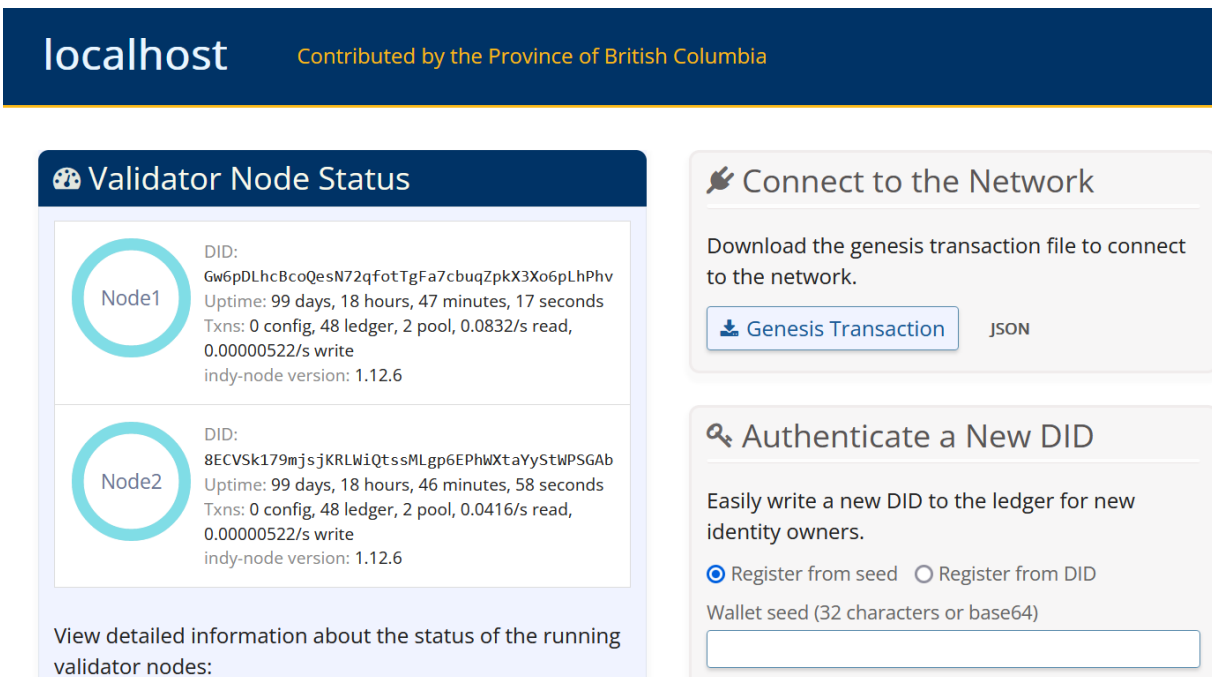 localhost
Contributed by the Province of British Columbia
Validator Node Status
Node1
DID:
Gw6pDLhcBcoQesN72qfotTgFa7cbuqZpkX3Xo6pLhPhv
Uptime: 99 days, 18 hours, 47 minutes, 17 seconds
Txns: 0 config, 48 ledger, 2 pool, 0.0832/s read,
0.00000522/s write
indy-node version: 1.12.6
Node2
DID:
8ECVSk179mjsjKRLWiQtssMLgp6EPhWXtaYyStWPSGAb
Uptime: 99 days, 18 hours, 46 minutes, 58 seconds
Txns: 0 config, 48 ledger, 2 pool, 0.0416/s read,
0.00000522/s write
indy-node version: 1.12.6
View detailed information about the status of the running
validator nodes:
Connect to the Network
Download the genesis transaction file to connect
to the network.
Genesis Transaction JSON
Authenticate a New DID
Easily write a new DID to the ledger for new
identity owners.
Register from seed Register from DID
Wallet seed (32 characters or base64)